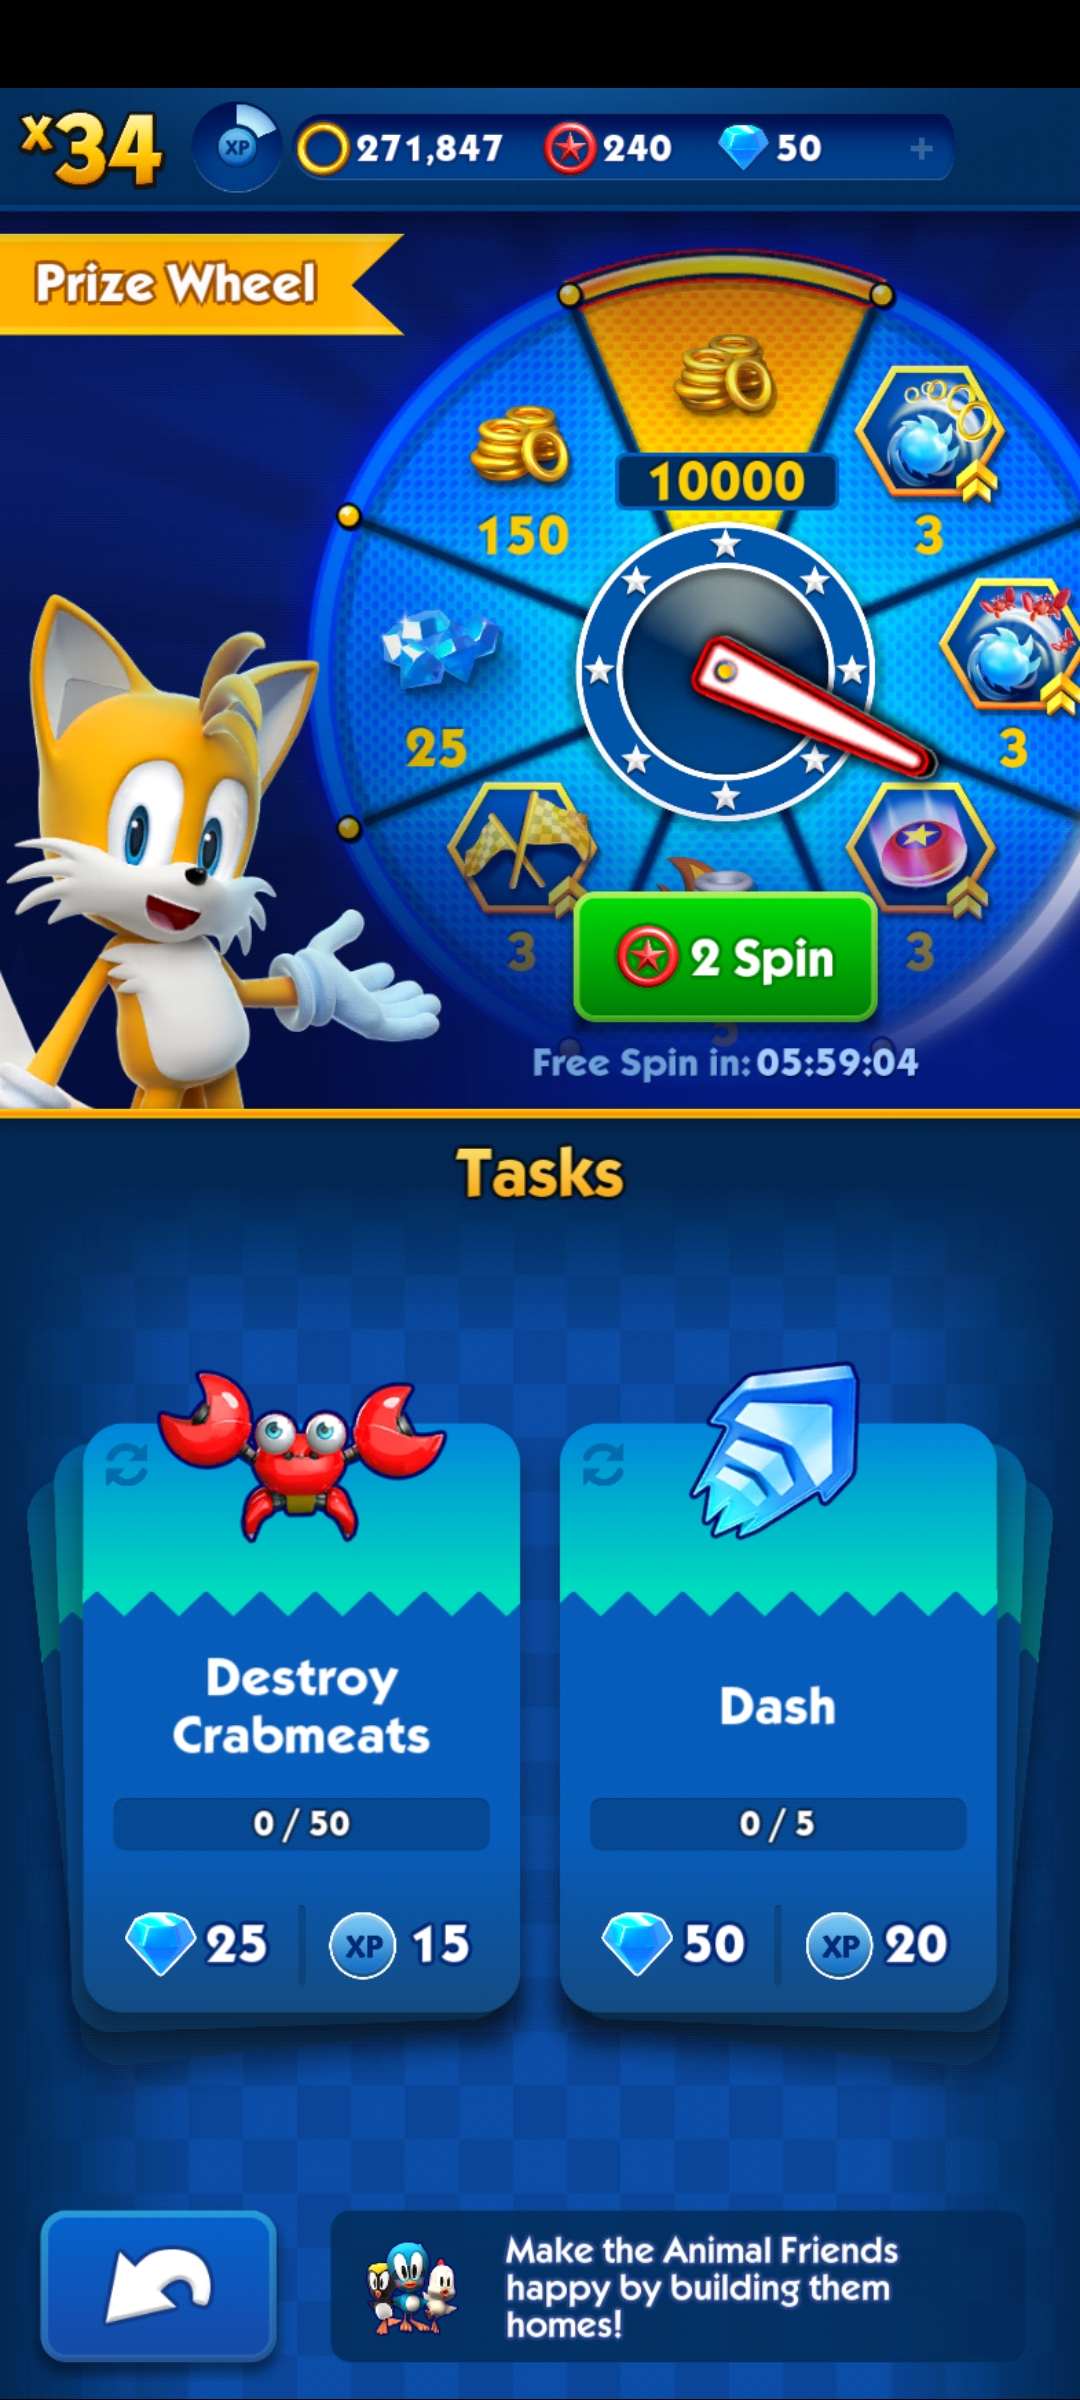 x34
XP
271,847
240
50
+
Prize Wheel
10000
150
3
25
3
3
3
2 Spin
3
Free Spin in: 05:59:04
Tasks
Destroy
Crabmeats
0 / 50
25
XP
15
Dash
0 / 5
50
XP
20
Make the Animal Friends
happy by building them
homes!